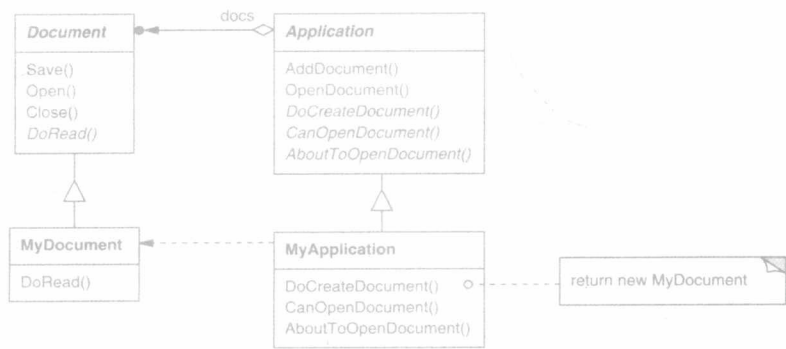 docs
Document
Save()
Open()
Close()
DoRead()
Application
AddDocument()
OpenDocument()
DoCreateDocument()
CanOpenDocument()
AboutToOpenDocument()
MyDocument
DoRead()
MyApplication
DoCreateDocument()
CanOpenDocument()
AboutToOpenDocument()
return new MyDocument